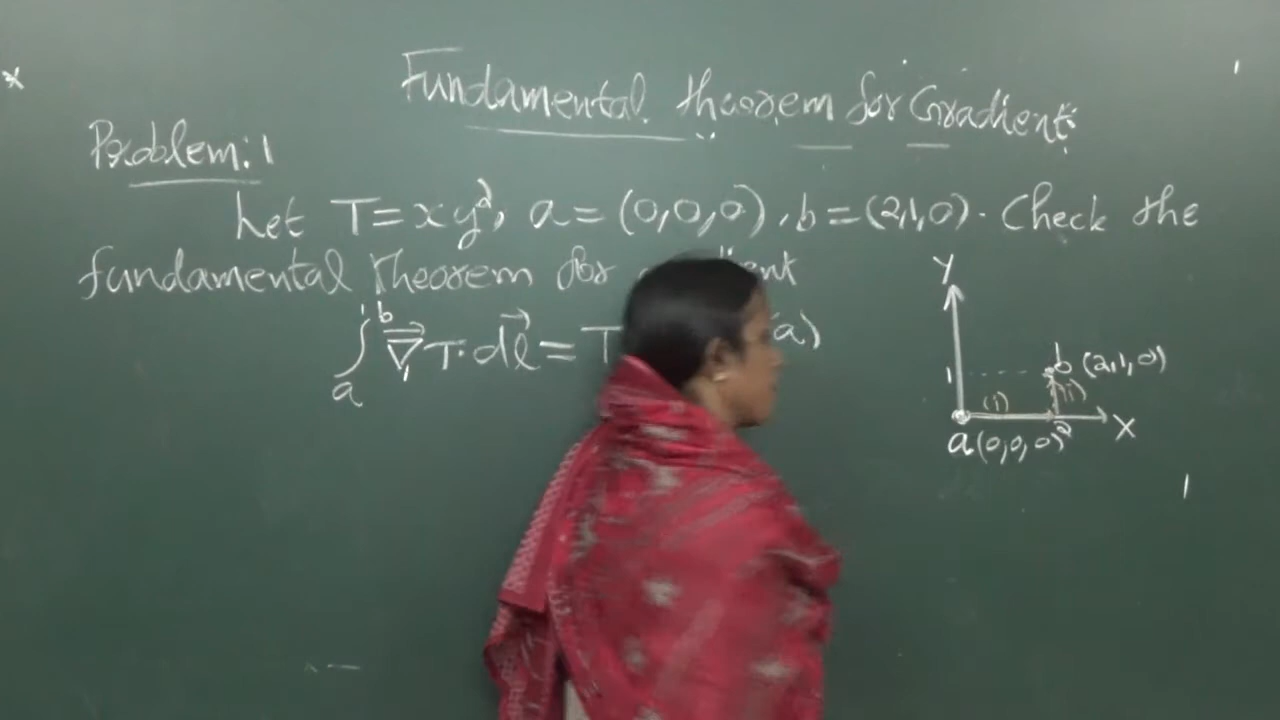 Fundamental theorem for Gradient:
Problem: 1
Let T = xy², a = (0,0,0), b = (2,1,0). Check the
fundamental theorem for
∫ₐᵇ ∇⃗T · dl⃗ = T a)
Y
1 b (2,1,0)
(i) (ii)
2 X
a(0,0,0)